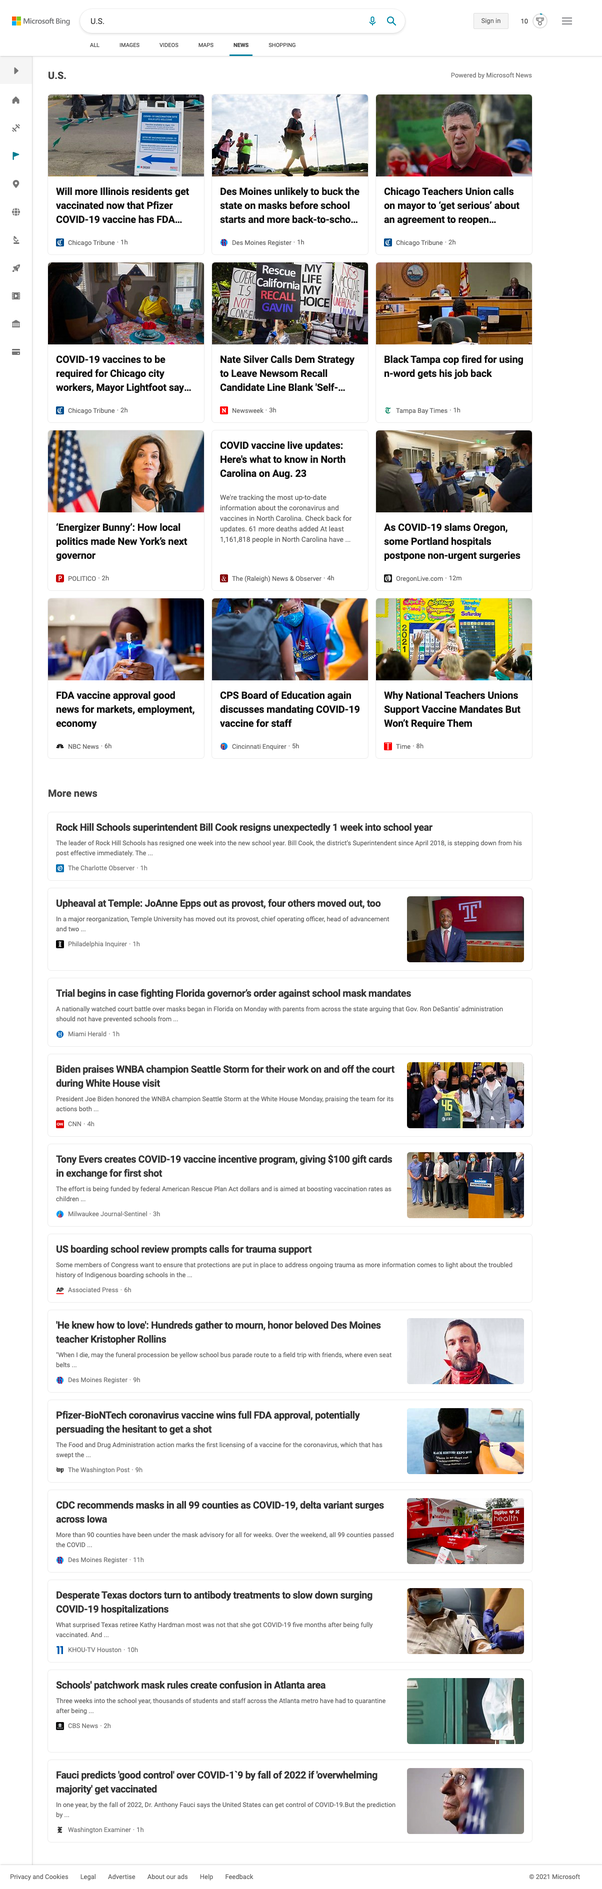 Microsoft Bing
U.S.
Sign in
10
ALL
IMAGES
VIDEOS
MAPS
NEWS
SHOPPING
U.S.
Powered by Microsoft News
Will more Illinois residents get
vaccinated now that Pfizer
COVID-19 vaccine has FDA...
Chicago Tribune · 1h
Des Moines unlikely to buck the
state on masks before school
starts and more back-to-scho...
Des Moines Register · 1h
Chicago Teachers Union calls
on mayor to ‘get serious’ about
an agreement to reopen...
Chicago Tribune · 2h
Rescue
California
RECALL
GAVIN
MY
LIFE
MY
CHOICE
COVID-19 vaccines to be
required for Chicago city
workers, Mayor Lightfoot say...
Chicago Tribune · 2h
Nate Silver Calls Dem Strategy
to Leave Newsom Recall
Candidate Line Blank 'Self-...
Newsweek · 3h
Black Tampa cop fired for using
n-word gets his job back
Tampa Bay Times · 1h
‘Energizer Bunny’: How local
politics made New York’s next
governor
POLITICO · 2h
COVID vaccine live updates:
Here’s what to know in North
Carolina on Aug. 23
We're tracking the most up-to-date
information about the coronavirus and
vaccines in North Carolina. Check back for
updates. 61 more deaths added At least
1,161,818 people in North Carolina have ...
The (Raleigh) News & Observer · 4h
As COVID-19 slams Oregon,
some Portland hospitals
postpone non-urgent surgeries
OregonLive.com · 12m
2021
FDA vaccine approval good
news for markets, employment,
economy
NBC News · 6h
CPS Board of Education again
discusses mandating COVID-19
vaccine for staff
Cincinnati Enquirer · 5h
Why National Teachers Unions
Support Vaccine Mandates But
Won’t Require Them
Time · 8h
More news
Rock Hill Schools superintendent Bill Cook resigns unexpectedly 1 week into school year
The leader of Rock Hill Schools has resigned one week into the new school year. Bill Cook, the district’s Superintendent since April 2018, is stepping down from his
post effective immediately. The ...
The Charlotte Observer · 1h
Upheaval at Temple: JoAnne Epps out as provost, four others moved out, too
In a major reorganization, Temple University has moved out its provost, chief operating officer, head of advancement
and two ...
Philadelphia Inquirer · 1h
Trial begins in case fighting Florida governor’s order against school mask mandates
A nationally watched court battle over masks began in Florida on Monday with parents from across the state arguing that Gov. Ron DeSantis’ administration
should not have prevented schools from ...
Miami Herald · 1h
Biden praises WNBA champion Seattle Storm for their work on and off the court
during White House visit
President Joe Biden honored the WNBA champion Seattle Storm at the White House Monday, praising the team for its
actions both ...
CNN · 4h
46
Tony Evers creates COVID-19 vaccine incentive program, giving $100 gift cards
in exchange for first shot
The effort is being funded by federal American Rescue Plan Act dollars and is aimed at boosting vaccination rates as
children ...
Milwaukee Journal-Sentinel · 3h
US boarding school review prompts calls for trauma support
Some members of Congress want to ensure that protections are put in place to address ongoing trauma as more information comes to light about the troubled
history of Indigenous boarding schools in the ...
AP Associated Press · 6h
'He knew how to love': Hundreds gather to mourn, honor beloved Des Moines
teacher Kristopher Rollins
"When I die, may the funeral procession be yellow school bus parade route to a field trip with friends, where even seat
belts ...
Des Moines Register · 9h
Pfizer-BioNTech coronavirus vaccine wins full FDA approval, potentially
persuading the hesitant to get a shot
The Food and Drug Administration action marks the first licensing of a vaccine for the coronavirus, which that has
swept the ...
wp The Washington Post · 9h
CDC recommends masks in all 99 counties as COVID-19, delta variant surges
across Iowa
More than 90 counties have been under the mask advisory for all for weeks. Over the weekend, all 99 counties passed
the COVID ...
Des Moines Register · 11h
health
Desperate Texas doctors turn to antibody treatments to slow down surging
COVID-19 hospitalizations
What surprised Texas retiree Kathy Hardman most was not that she got COVID-19 five months after being fully
vaccinated. And ...
11 KHOU-TV Houston · 10h
Schools' patchwork mask rules create confusion in Atlanta area
Three weeks into the school year, thousands of students and staff across the Atlanta metro have had to quarantine
after being ...
CBS News · 2h
Fauci predicts 'good control' over COVID-1`9 by fall of 2022 if 'overwhelming
majority' get vaccinated
In one year, by the fall of 2022, Dr. Anthony Fauci says the United States can get control of COVID-19.But the prediction
by ...
Washington Examiner · 1h
Privacy and Cookies
Legal
Advertise
About our ads
Help
Feedback
© 2021 Microsoft